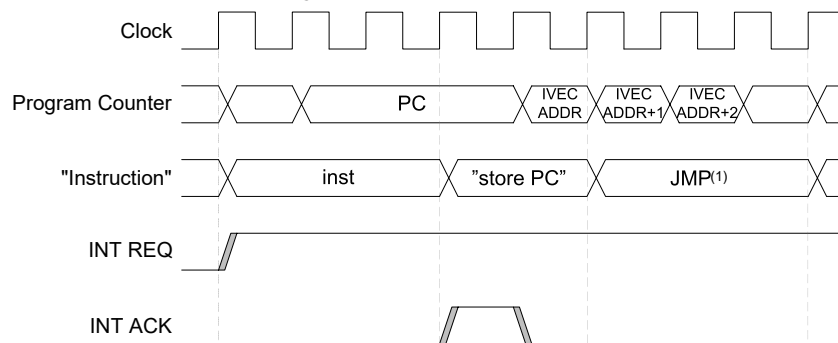 Clock
Program Counter
PC
IVEC
ADDR
IVEC
ADDR+1
IVEC
ADDR+2
"Instruction"
inst
”store PC”
JMP(1)
INT REQ
INT ACK